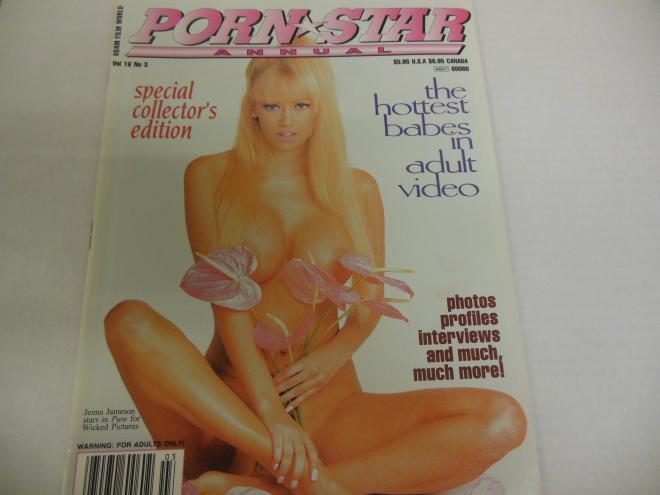 ADAM FILM WORLD
PORN STAR
ANNUAL
Vol 16 No 3
$5.95 U.S.A $6.95 CANADA
60086
special
collector's
edition
the
hottest
babes
in
adult
video
photos
profiles
interviews
and much,
much more!
Jenna Jameson
stars in Pure for
Wicked Pictures
WARNING: FOR ADULTS ONLY!
03